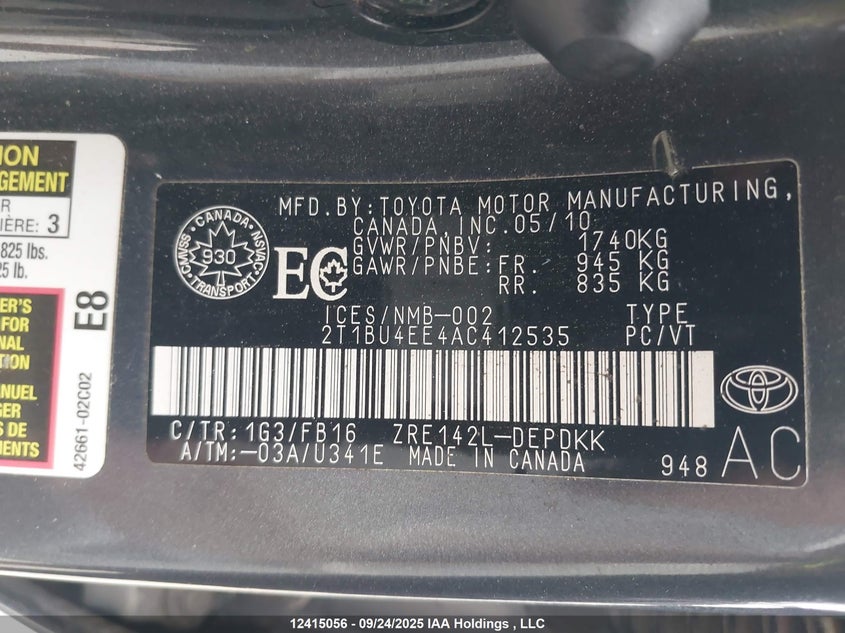 ION
GEMENT
R
IÈRE: 3
825 lbs.
25 lb.
ER'S
FOR
NAL
TION
ANUEL
GER
S DE
MENTS
E8
42661-02C02
CANADA
CMVSS
NSVAC
930
TRANSPORT
EC
MFD.BY:TOYOTA MOTOR MANUFACTURING,
CANADA,INC.05/10
GVWR/PNBV: 1740KG
GAWR/PNBE:FR. 945 KG
RR. 835 KG
ICES/NMB-002 TYPE
2T1BU4EE4AC412535 PC/VT
C/TR:1G3/FB16 ZRE142L-DEPDKK
A/TM:-03A/U341E MADE IN CANADA
948 AC
12415056 - 09/24/2025 IAA Holdings , LLC